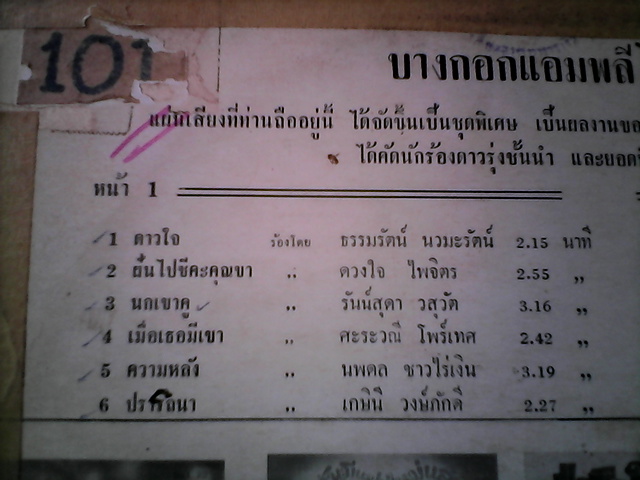 101
บางกอกแอมพลี
แผ่นเสียงที่ท่านถืออยู่นี้ ได้จัดขึ้นเป็นชุดพิเศษ เป็นผลงานขอ
ได้คัดนักร้องดาวรุ่งชั้นนำ และยอด
หน้า 1
1 ดาวใจ ร้องโดย ธรรมรัตน์ นวมะรัตน์ 2.15 นาที
2 ยิ้มไปซีคะคุณขา ,, ดวงใจ ไพจิตร 2.55 ,,
3 นกเขาคู ,, รันน์สุดา วสุวัต 3.16 ,,
4 เมื่อเธอมีเขา ,, ศะระวณี โพธิ์เทศ 2.42 ,,
5 ความหลัง ,, นพดล ชาวไร่เงิน 3.19 ,,
6 ปรารถนา ,, เกษินี วงษ์ภักดี 2.27 ,,